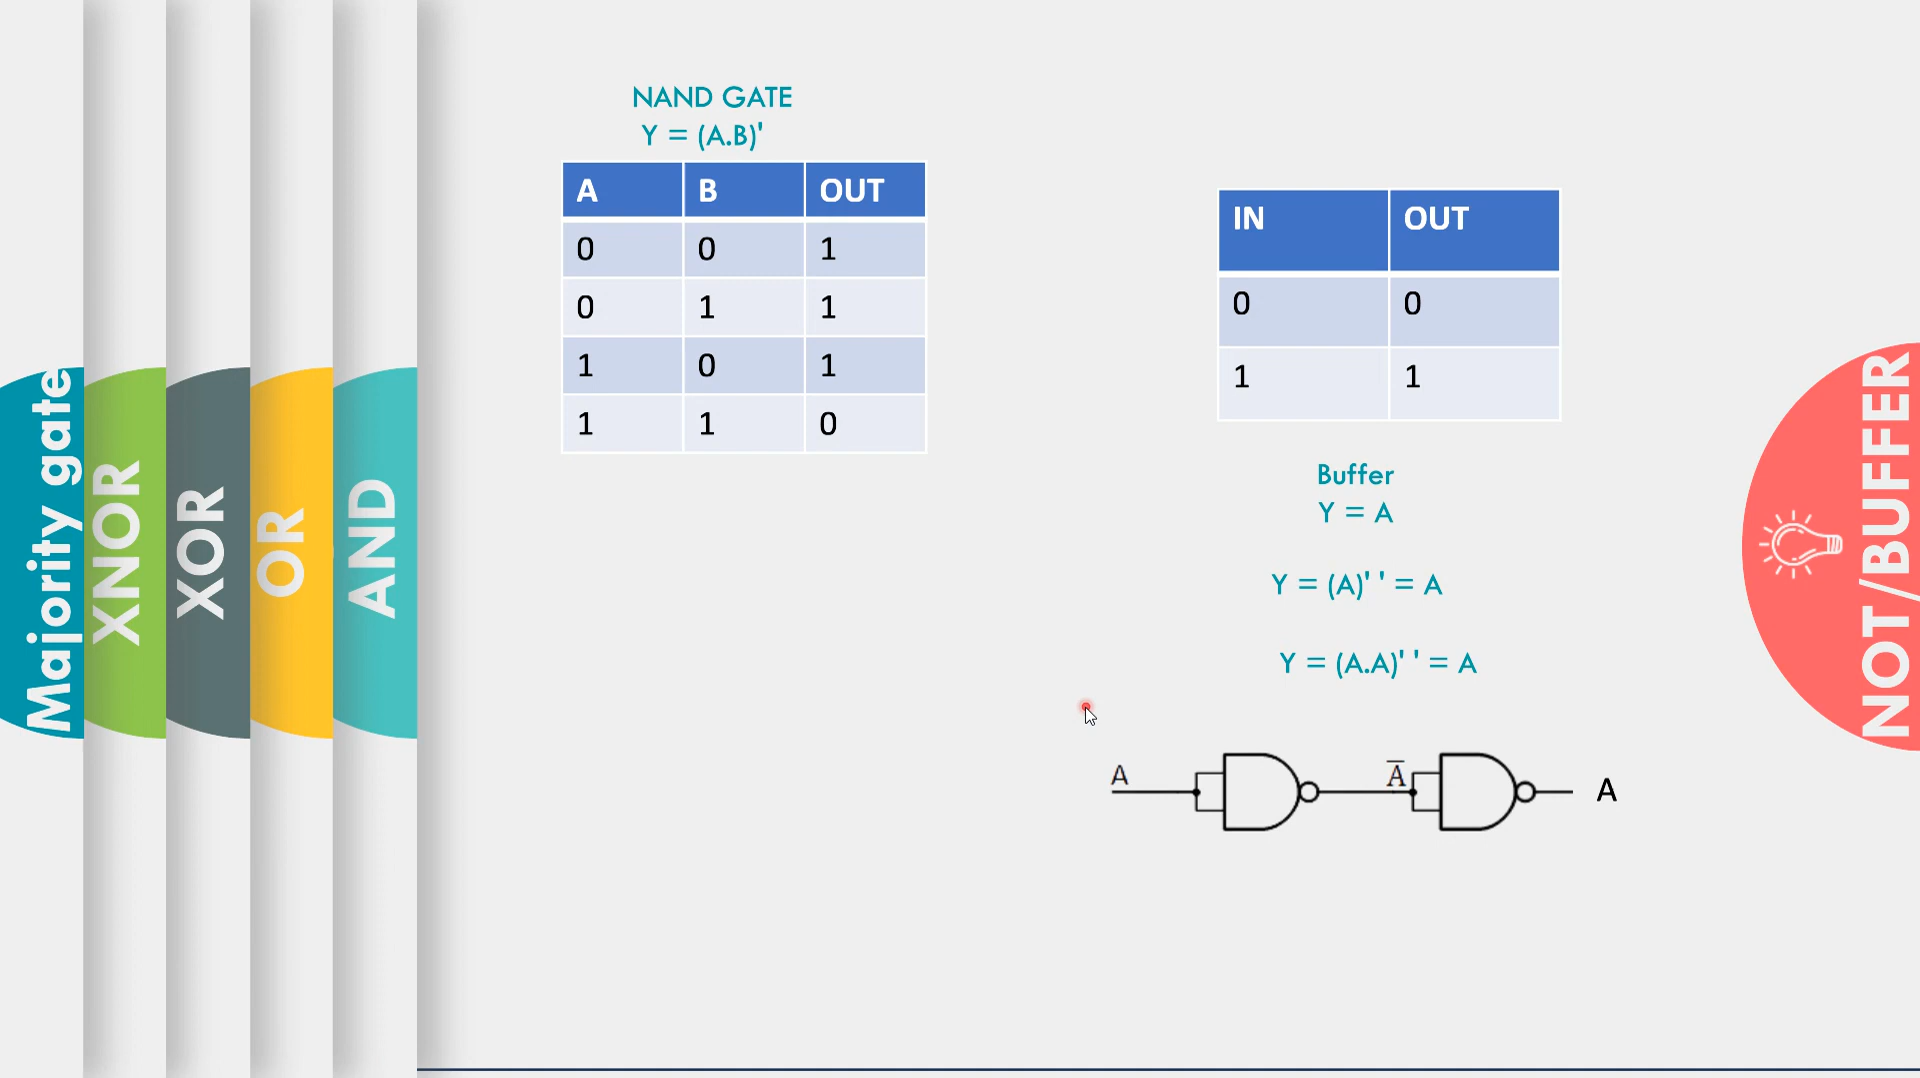 Majority gate
XNOR
XOR
OR
AND
NAND GATE
Y = (A.B)'
A B OUT
0 0 1
0 1 1
1 0 1
1 1 0
IN OUT
0 0
1 1
Buffer
Y = A
Y = (A)' ' = A
Y = (A.A)' ' = A
A A̅ A
NOT/BUFFER